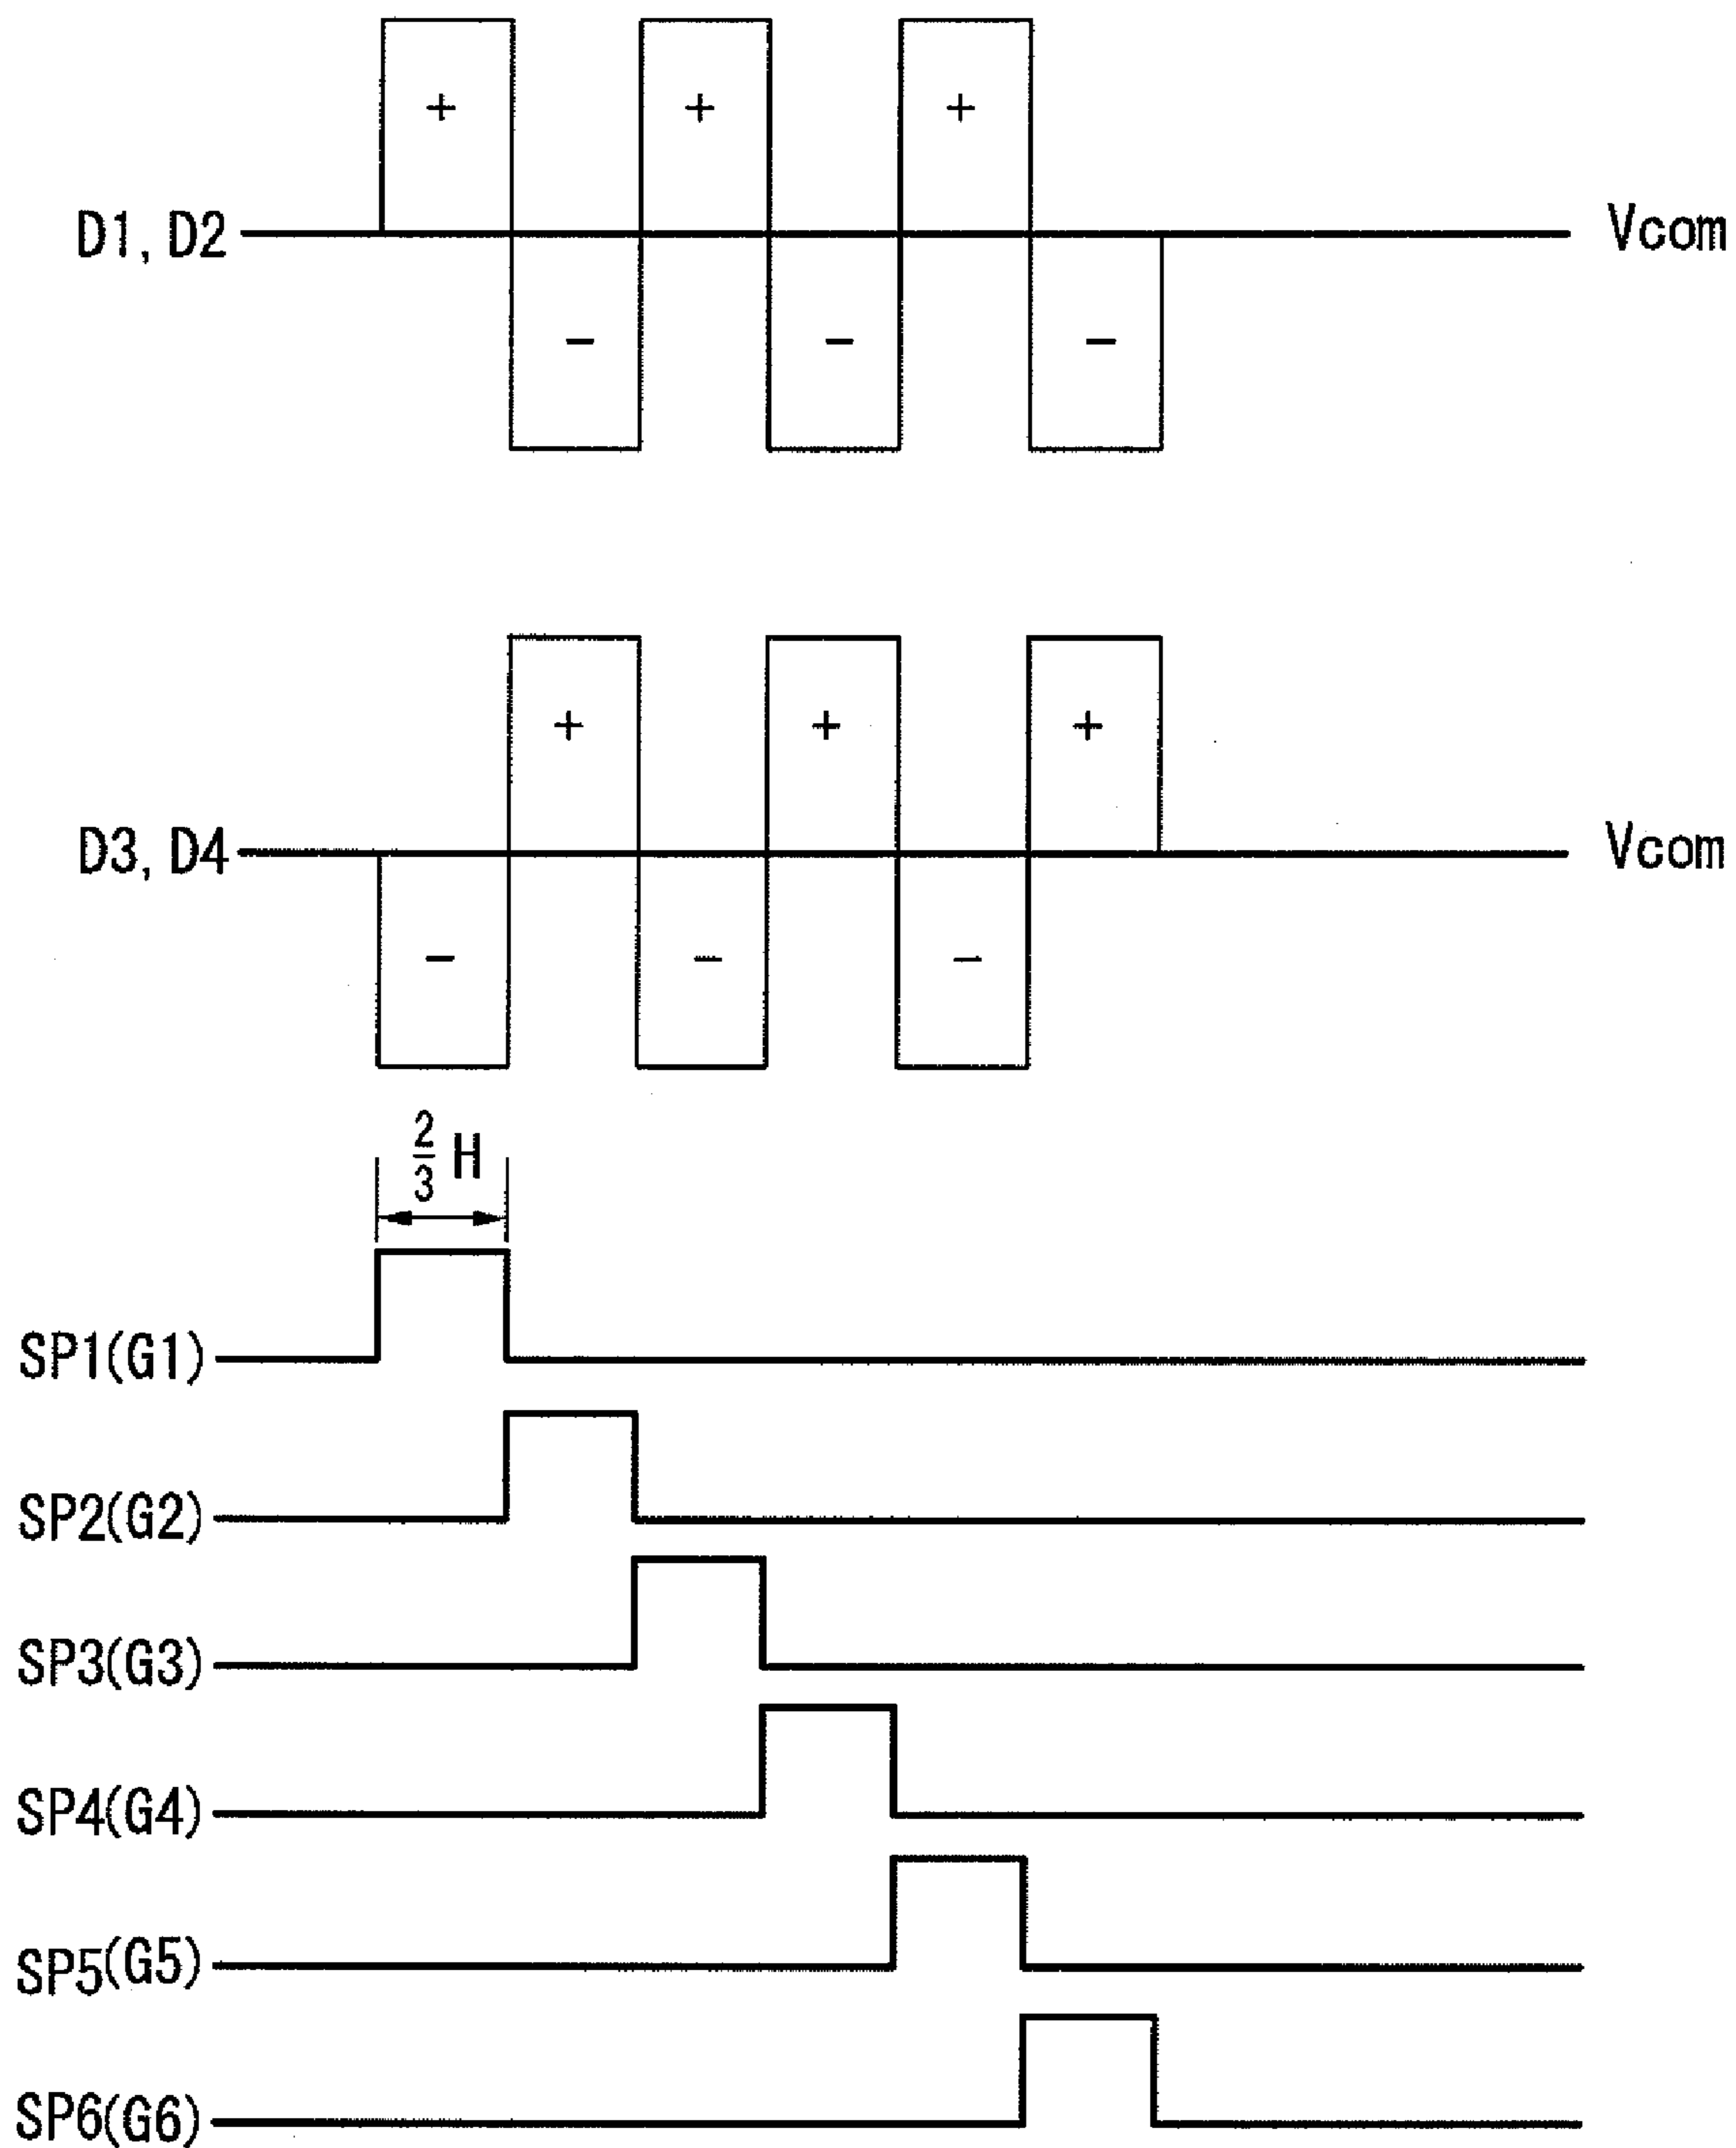 + + +
D1, D2 Vcom
- - -
+ + +
D3, D4 Vcom
- - -
2/3 H
SP1(G1)
SP2(G2)
SP3(G3)
SP4(G4)
SP5(G5)
SP6(G6)